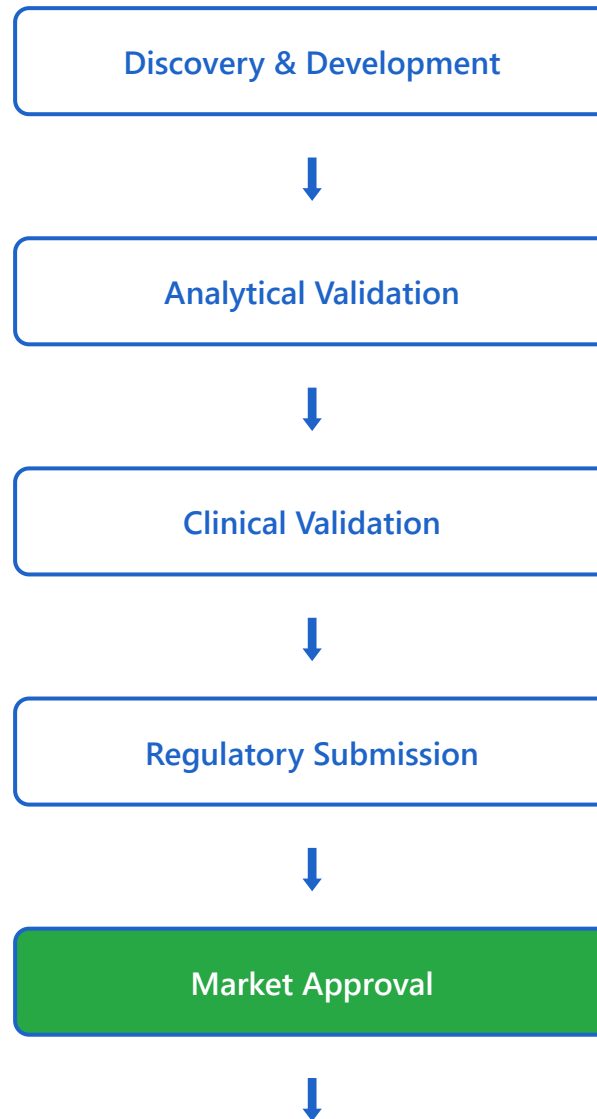 Discovery & Development
Analytical Validation
Clinical Validation
Regulatory Submission
Market Approval